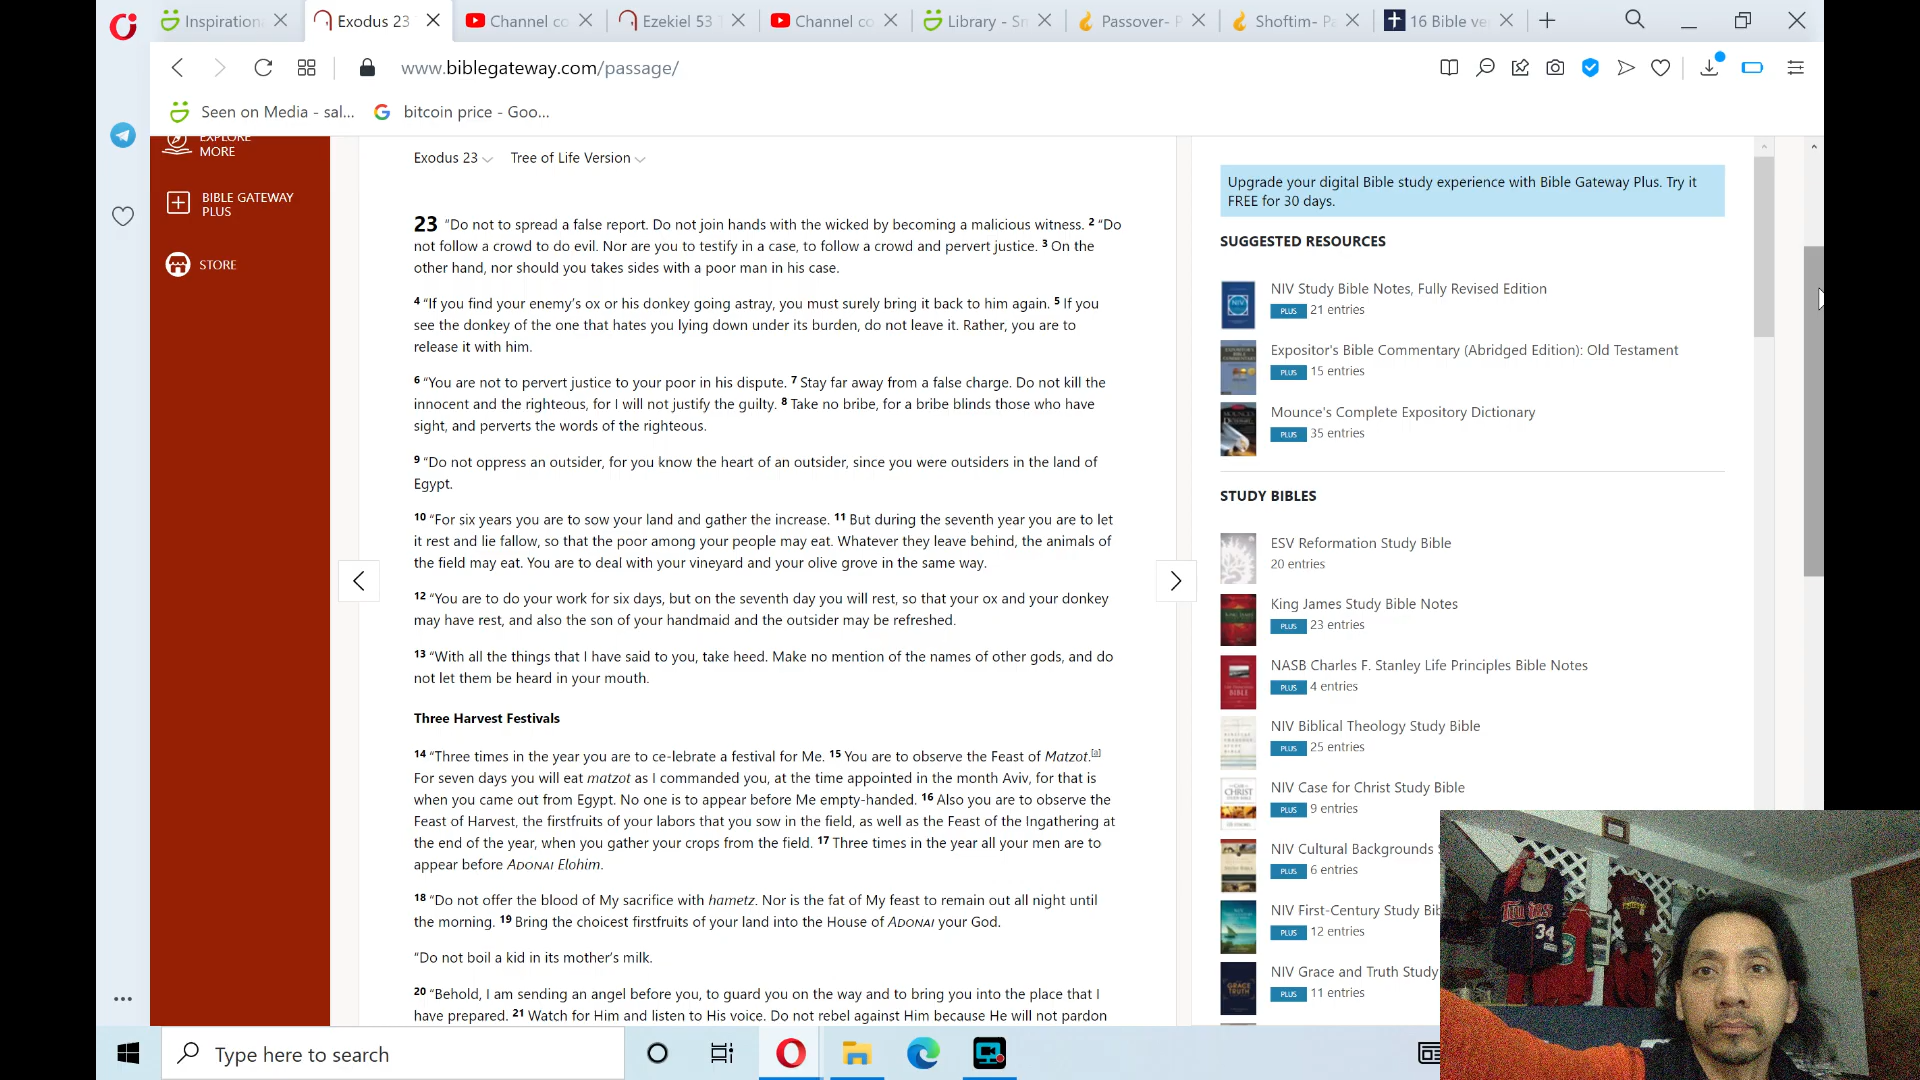 Inspiration
Exodus 23
Channel co
Ezekiel 53
Channel co
Library - Sn
Passover- P
Shoftim- Pa
16 Bible ve
www.biblegateway.com/passage/
Seen on Media - sal...
bitcoin price - Goo...
EXPLORE
MORE
BIBLE GATEWAY
PLUS
STORE
Exodus 23 Tree of Life Version
23 “Do not to spread a false report. Do not join hands with the wicked by becoming a malicious witness. 2 “Do
not follow a crowd to do evil. Nor are you to testify in a case, to follow a crowd and pervert justice. 3 On the
other hand, nor should you takes sides with a poor man in his case.
4 “If you find your enemy’s ox or his donkey going astray, you must surely bring it back to him again. 5 If you
see the donkey of the one that hates you lying down under its burden, do not leave it. Rather, you are to
release it with him.
6 “You are not to pervert justice to your poor in his dispute. 7 Stay far away from a false charge. Do not kill the
innocent and the righteous, for I will not justify the guilty. 8 Take no bribe, for a bribe blinds those who have
sight, and perverts the words of the righteous.
9 “Do not oppress an outsider, for you know the heart of an outsider, since you were outsiders in the land of
Egypt.
10 “For six years you are to sow your land and gather the increase. 11 But during the seventh year you are to let
it rest and lie fallow, so that the poor among your people may eat. Whatever they leave behind, the animals of
the field may eat. You are to deal with your vineyard and your olive grove in the same way.
12 “You are to do your work for six days, but on the seventh day you will rest, so that your ox and your donkey
may have rest, and also the son of your handmaid and the outsider may be refreshed.
13 “With all the things that I have said to you, take heed. Make no mention of the names of other gods, and do
not let them be heard in your mouth.
Three Harvest Festivals
14 “Three times in the year you are to ce-lebrate a festival for Me. 15 You are to observe the Feast of Matzot.[a]
For seven days you will eat matzot as I commanded you, at the time appointed in the month Aviv, for that is
when you came out from Egypt. No one is to appear before Me empty-handed. 16 Also you are to observe the
Feast of Harvest, the firstfruits of your labors that you sow in the field, as well as the Feast of the Ingathering at
the end of the year, when you gather your crops from the field. 17 Three times in the year all your men are to
appear before ADONAI Elohim.
18 “Do not offer the blood of My sacrifice with hametz. Nor is the fat of My feast to remain out all night until
the morning. 19 Bring the choicest firstfruits of your land into the House of ADONAI your God.
“Do not boil a kid in its mother’s milk.
20 “Behold, I am sending an angel before you, to guard you on the way and to bring you into the place that I
have prepared. 21 Watch for Him and listen to His voice. Do not rebel against Him because He will not pardon
Upgrade your digital Bible study experience with Bible Gateway Plus. Try it
FREE for 30 days.
SUGGESTED RESOURCES
NIV Study Bible Notes, Fully Revised Edition
PLUS 21 entries
Expositor's Bible Commentary (Abridged Edition): Old Testament
PLUS 15 entries
Mounce's Complete Expository Dictionary
PLUS 35 entries
STUDY BIBLES
ESV Reformation Study Bible
20 entries
King James Study Bible Notes
PLUS 23 entries
NASB Charles F. Stanley Life Principles Bible Notes
PLUS 4 entries
NIV Biblical Theology Study Bible
PLUS 25 entries
NIV Case for Christ Study Bible
PLUS 9 entries
NIV Cultural Backgrounds
PLUS 6 entries
NIV First-Century Study Bib
PLUS 12 entries
NIV Grace and Truth Study
PLUS 11 entries
34
Type here to search